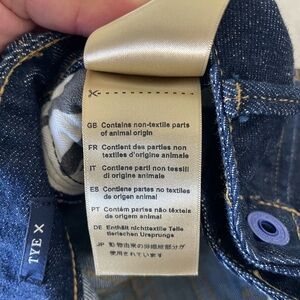 GB Contains non-textile parts
of animal origin
FR Contient des parties non
textiles d'origine animale
IT Contiene parti non tessili
di origine animale
ES Contiene partes no textiles
de origen animal
PT Contém partes não têxteis
de origem animal
DE Enthält nichttextile Teile
tierischen Ursprungs
JP 動物由来の非繊維部分が
使用されています
TYE X